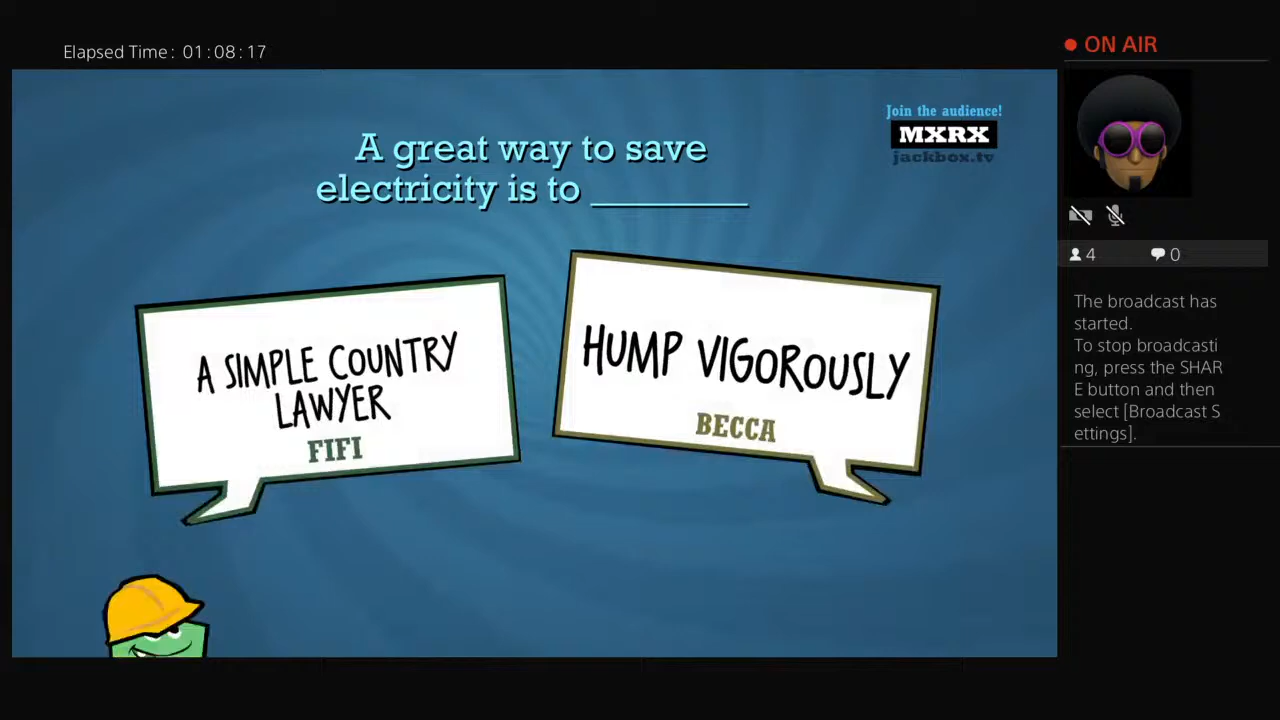 Elapsed Time: 01:08:17
ON AIR
Join the audience!
MXRX
jackbox.tv
A great way to save
electricity is to ________
A SIMPLE COUNTRY
LAWYER
FIFI
HUMP VIGOROUSLY
BECCA
4
0
The broadcast has
started.
To stop broadcasti
ng, press the SHAR
E button and then
select [Broadcast S
ettings].